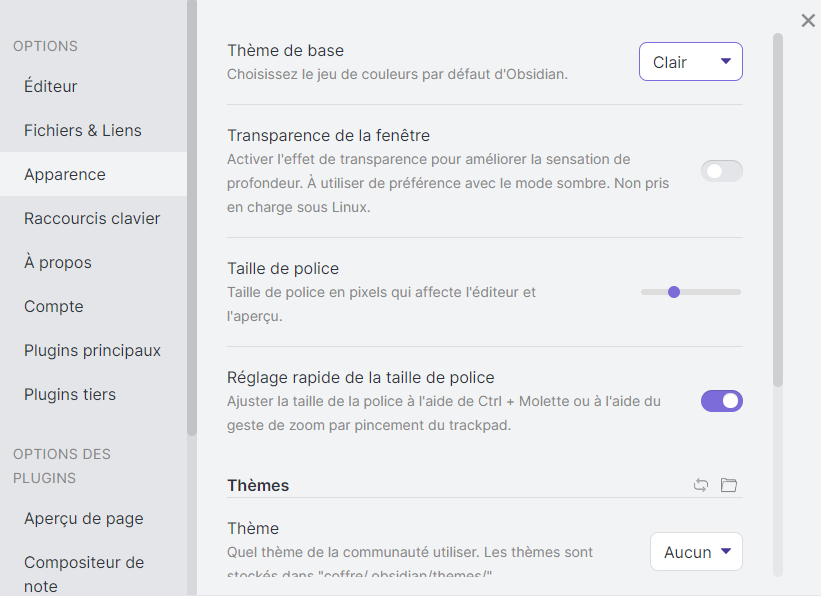 OPTIONS
Éditeur
Fichiers & Liens
Apparence
Raccourcis clavier
À propos
Compte
Plugins principaux
Plugins tiers
OPTIONS DES
PLUGINS
Aperçu de page
Compositeur de
note
Thème de base
Choisissez le jeu de couleurs par défaut d'Obsidian.
Clair
Transparence de la fenêtre
Activer l'effet de transparence pour améliorer la sensation de
profondeur. À utiliser de préférence avec le mode sombre. Non pris
en charge sous Linux.
Taille de police
Taille de police en pixels qui affecte l'éditeur et
l'aperçu.
Réglage rapide de la taille de police
Ajuster la taille de la police à l'aide de Ctrl + Molette ou à l'aide du
geste de zoom par pincement du trackpad.
Thèmes
Thème
Quel thème de la communauté utiliser. Les thèmes sont
stockés dans "coffre/.obsidian/themes/"
Aucun